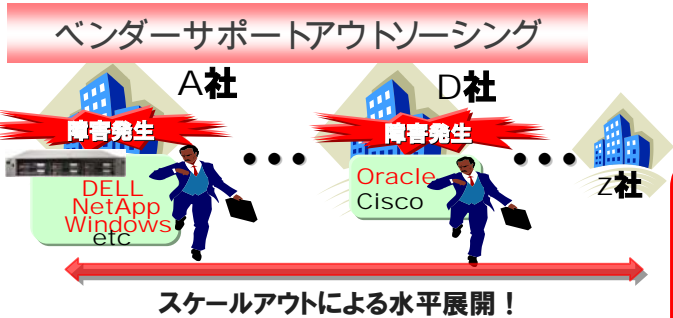 ベンダーサポートアウトソーシング
A社
障害発生
DELL
NetApp
Windows
etc
●●●
D社
障害発生
Oracle
Cisco
●●●
Z社
スケールアウトによる水平展開！